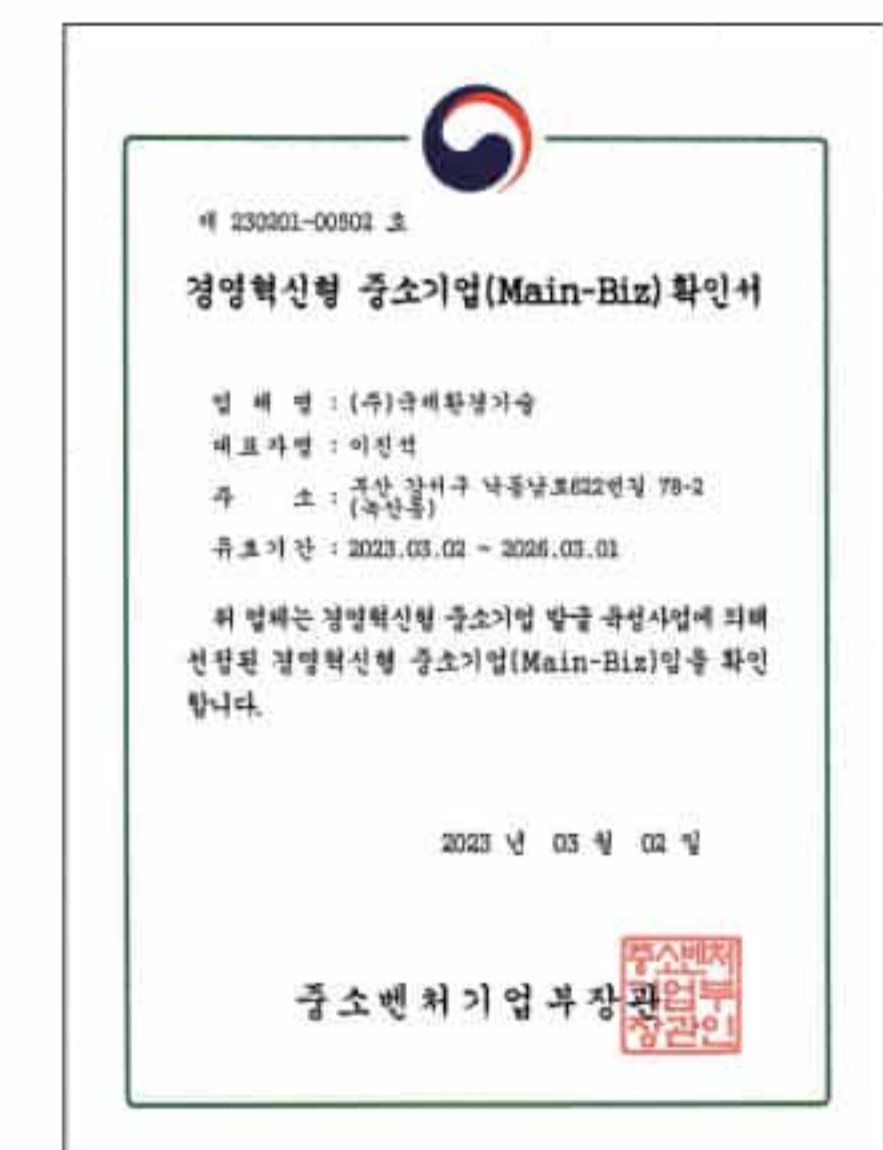 제 230201-00502 호
경영혁신형 중소기업(Main-Biz)확인서
업 체 명 : (주)국제환경기술
대표자명 : 이진석
주 소 : 부산 강서구 낙동남로622번길 78-2
(녹산동)
유효기간 : 2023.03.02 ~ 2026.03.01
위 업체는 경영혁신형 중소기업 발굴 육성사업에 의해
선정된 경영혁신형 중소기업(Main-Biz)임을 확인
합니다.
2023 년 03 월 02 일
중소벤처기업부장관
중소벤처
기업부
장관인